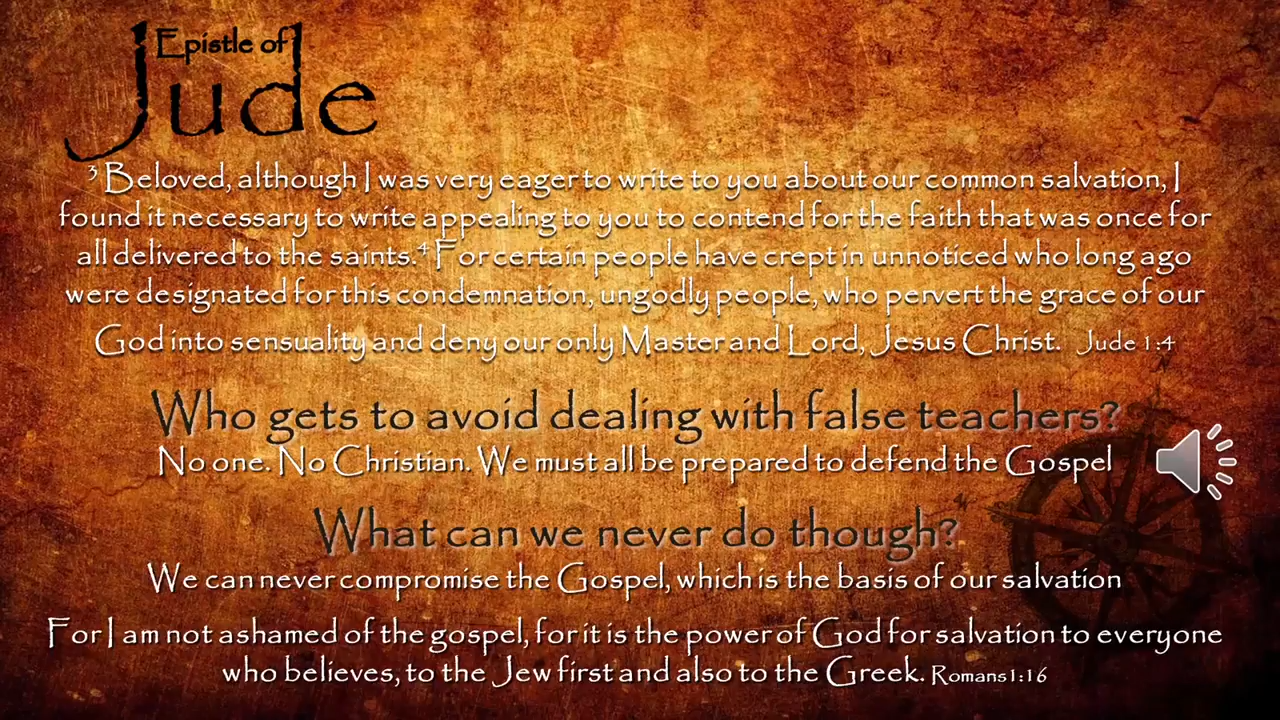 Epistle of
Jude
³ Beloved, although I was very eager to write to you about our common salvation, I
found it necessary to write appealing to you to contend for the faith that was once for
all delivered to the saints.⁴ For certain people have crept in unnoticed who long ago
were designated for this condemnation, ungodly people, who pervert the grace of our
God into sensuality and deny our only Master and Lord, Jesus Christ. Jude 1:4
Who gets to avoid dealing with false teachers?
No one. No Christian. We must all be prepared to defend the Gospel
What can we never do though?
We can never compromise the Gospel, which is the basis of our salvation
For I am not ashamed of the gospel, for it is the power of God for salvation to everyone
who believes, to the Jew first and also to the Greek. Romans1:16